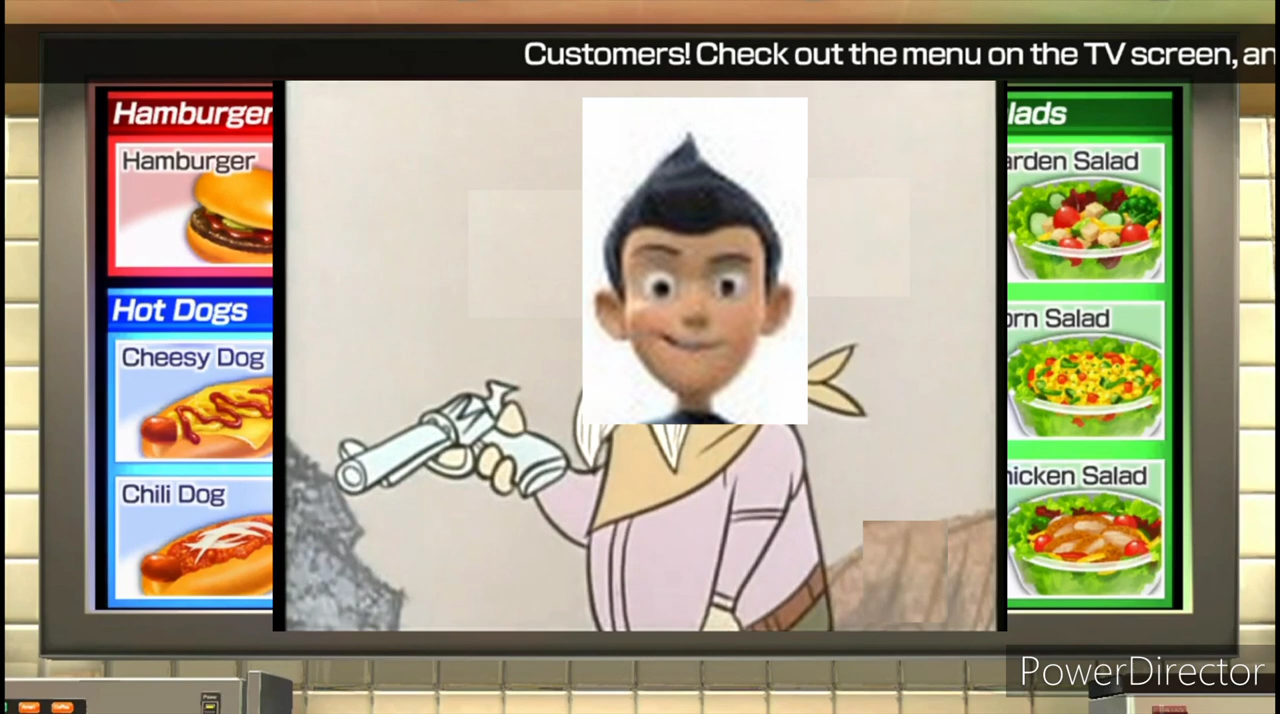 Customers! Check out the menu on the TV screen, an
Hamburger
Hamburger
Hot Dogs
Cheesy Dog
Chili Dog
lads
arden Salad
orn Salad
hicken Salad
PowerDirector